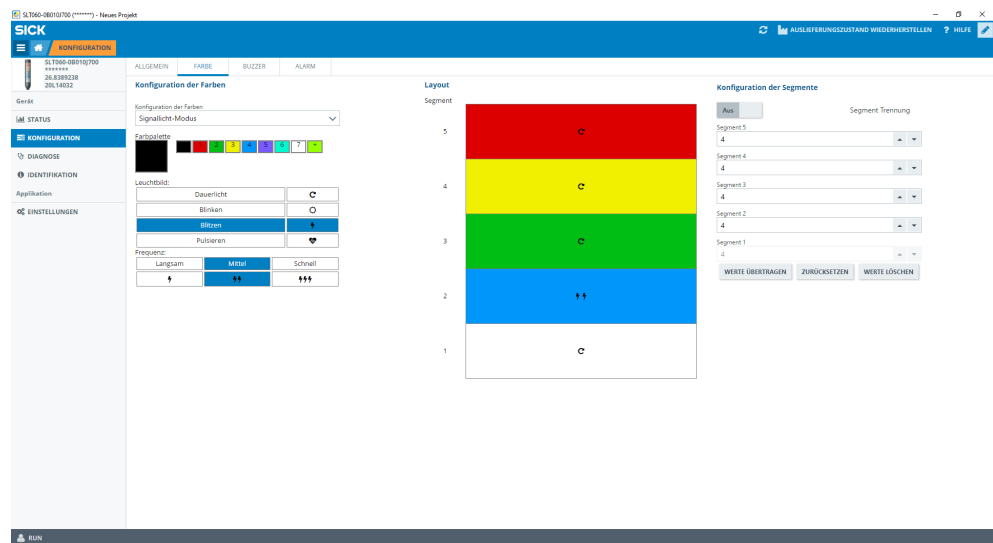 SLT060-0B010J700 (*******) - Neues Projekt
SICK
AUSLIEFERUNGSZUSTAND WIEDERHERSTELLEN
? HILFE
KONFIGURATION
SLT060-0B010J700
*******
26.8389238
20L14032
Gerät
STATUS
KONFIGURATION
DIAGNOSE
IDENTIFIKATION
Applikation
EINSTELLUNGEN
ALLGEMEIN FARBE BUZZER ALARM
Konfiguration der Farben
Konfiguration der Farben
Signallicht-Modus
Farbpalette
1 2 3 4 5 6 7 +
Leuchtbild:
Dauerlicht
Blinken
Blitzen
Pulsieren
Frequenz:
Langsam Mittel Schnell
Layout
Segment
5
4
3
2
1
Konfiguration der Segmente
Aus Segment Trennung
Segment 5
4
Segment 4
4
Segment 3
4
Segment 2
4
Segment 1
4
WERTE ÜBERTRAGEN ZURÜCKSETZEN WERTE LÖSCHEN
RUN